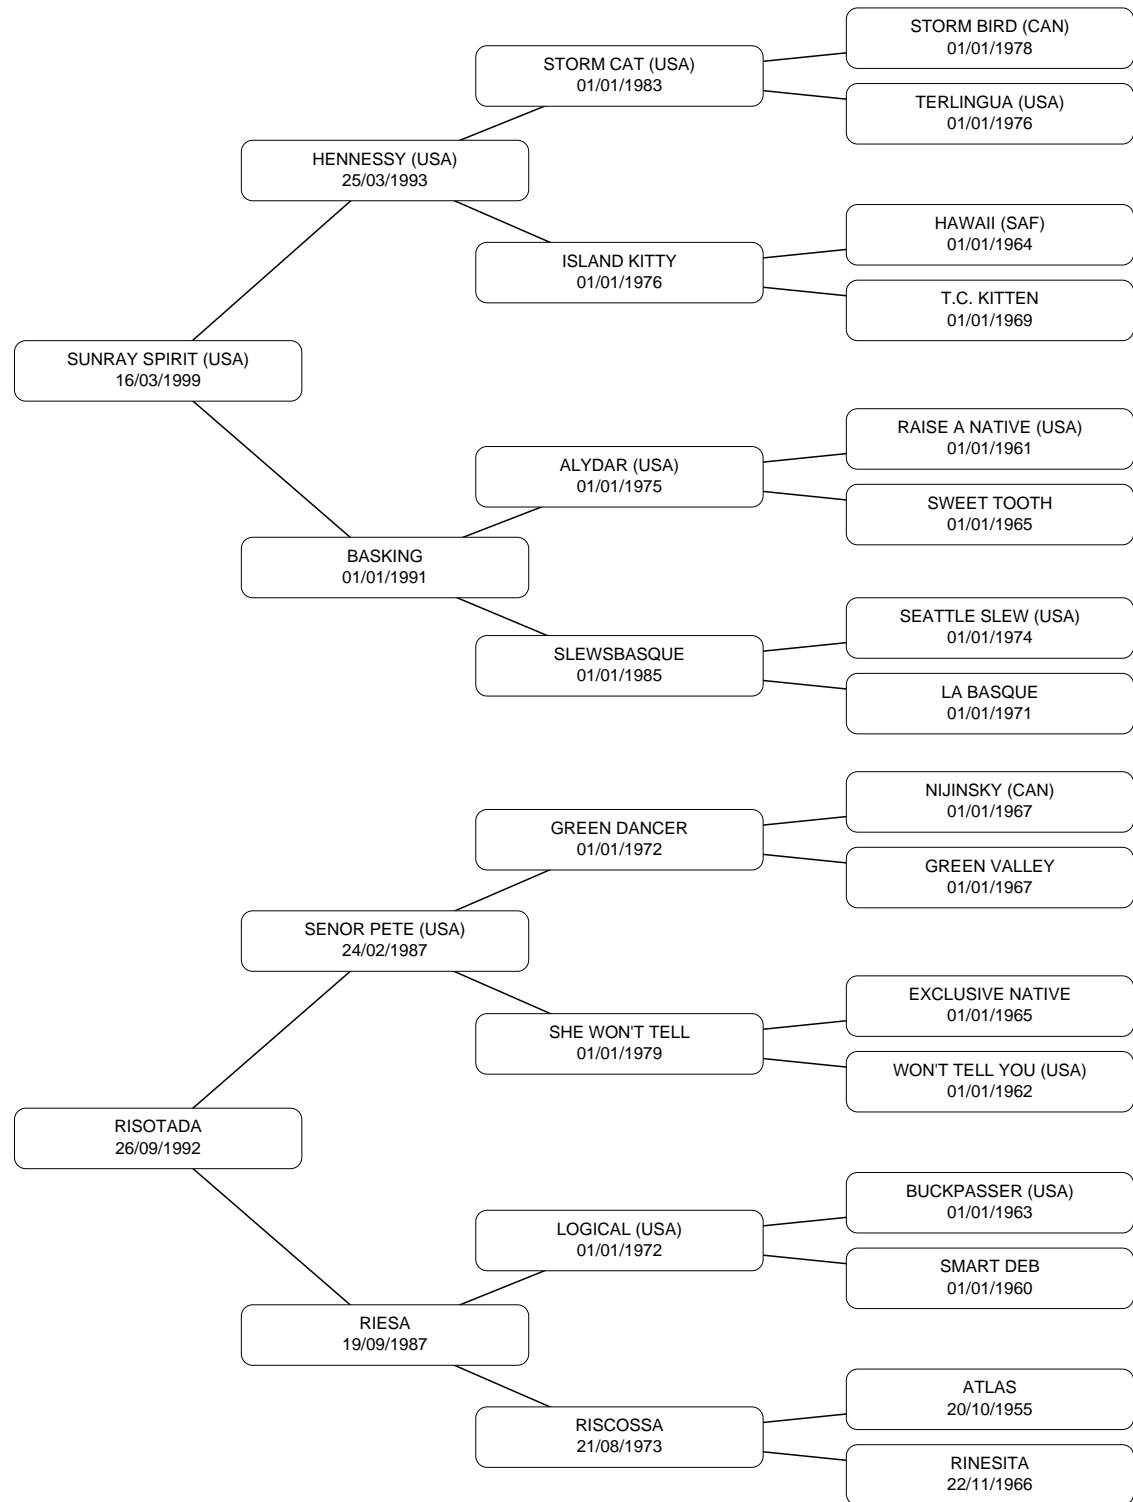 STORM BIRD (CAN)
01/01/1978
STORM CAT (USA)
01/01/1983
TERLINGUA (USA)
01/01/1976
HENNESSY (USA)
25/03/1993
HAWAII (SAF)
01/01/1964
ISLAND KITTY
01/01/1976
T.C. KITTEN
01/01/1969
SUNRAY SPIRIT (USA)
16/03/1999
RAISE A NATIVE (USA)
01/01/1961
ALYDAR (USA)
01/01/1975
SWEET TOOTH
01/01/1965
BASKING
01/01/1991
SEATTLE SLEW (USA)
01/01/1974
SLEWSBASQUE
01/01/1985
LA BASQUE
01/01/1971
NIJINSKY (CAN)
01/01/1967
GREEN DANCER
01/01/1972
GREEN VALLEY
01/01/1967
SENOR PETE (USA)
24/02/1987
EXCLUSIVE NATIVE
01/01/1965
SHE WON'T TELL
01/01/1979
WON'T TELL YOU (USA)
01/01/1962
RISOTADA
26/09/1992
BUCKPASSER (USA)
01/01/1963
LOGICAL (USA)
01/01/1972
SMART DEB
01/01/1960
RIESA
19/09/1987
ATLAS
20/10/1955
RISCOSSA
21/08/1973
RINESITA
22/11/1966